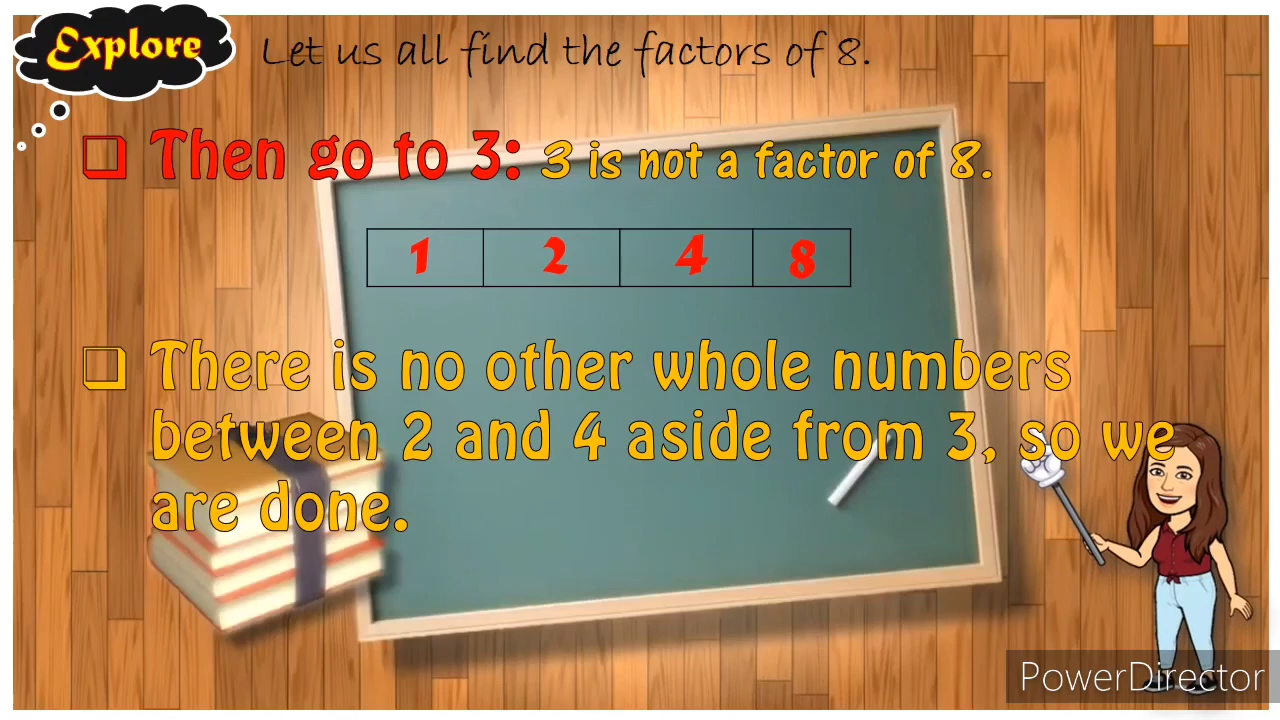 Explore
Let us all find the factors of 8.
Then go to 3: 3 is not a factor of 8.
1 2 4 8
There is no other whole numbers
between 2 and 4 aside from 3, so we
are done.
PowerDirector